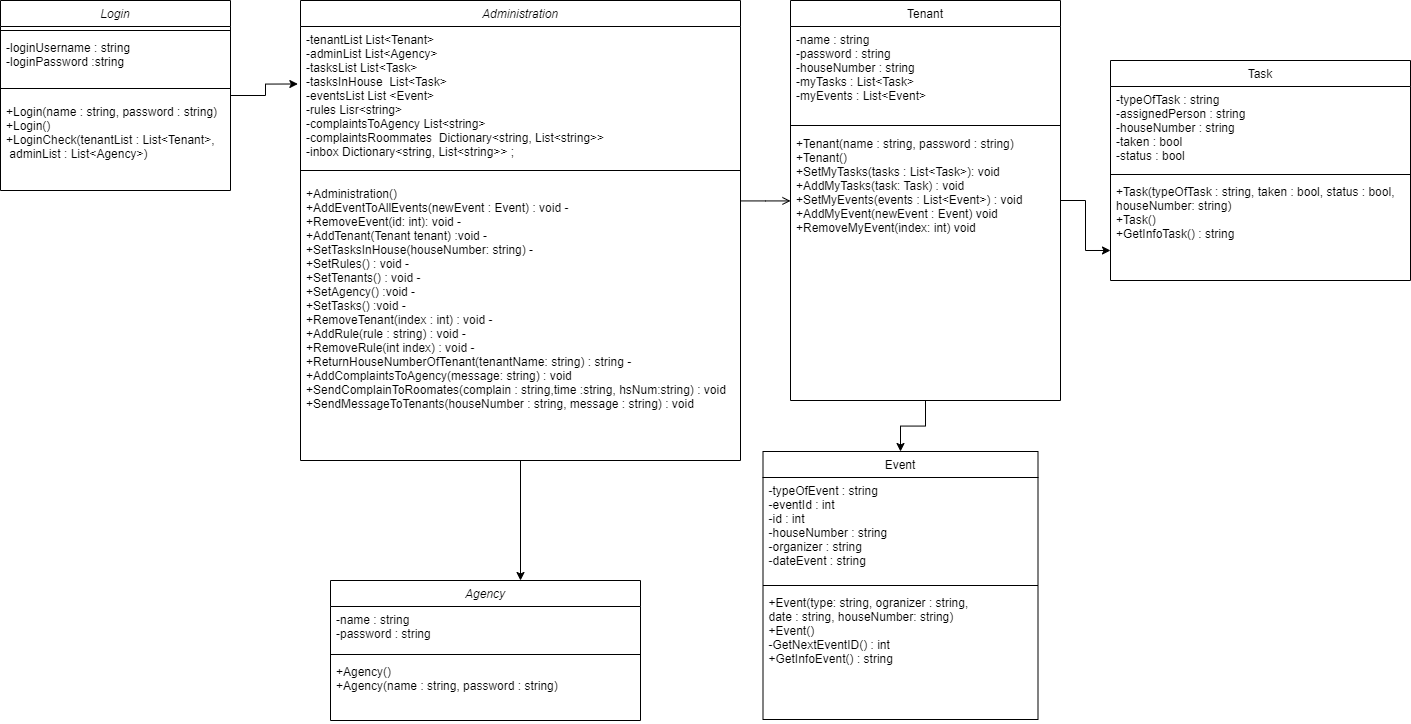 Login
-loginUsername : string
-loginPassword :string
+Login(name : string, password : string)
+Login()
+LoginCheck(tenantList : List<Tenant>,
adminList : List<Agency>)
Administration
-tenantList List<Tenant>
-adminList List<Agency>
-tasksList List<Task>
-tasksInHouse  List<Task>
-eventsList List <Event>
-rules Lisr<string>
-complaintsToAgency List<string>
-complaintsRoommates  Dictionary<string, List<string>>
-inbox Dictionary<string, List<string>> ;
+Administration()
+AddEventToAllEvents(newEvent : Event) : void -
+RemoveEvent(id: int): void -
+AddTenant(Tenant tenant) :void -
+SetTasksInHouse(houseNumber: string) -
+SetRules() : void -
+SetTenants() : void -
+SetAgency() :void -
+SetTasks() :void -
+RemoveTenant(index : int) : void -
+AddRule(rule : string) : void -
+RemoveRule(int index) : void -
+ReturnHouseNumberOfTenant(tenantName: string) : string -
+AddComplaintsToAgency(message: string) : void
+SendComplainToRoomates(complain : string,time :string, hsNum:string) : void
+SendMessageToTenants(houseNumber : string, message : string) : void
Tenant
-name : string
-password : string
-houseNumber : string
-myTasks : List<Task>
-myEvents : List<Event>
+Tenant(name : string, password : string)
+Tenant()
+SetMyTasks(tasks : List<Task>): void
+AddMyTasks(task: Task) : void
+SetMyEvents(events : List<Event>) : void
+AddMyEvent(newEvent : Event) void
+RemoveMyEvent(index: int) void
Task
-typeOfTask : string
-assignedPerson : string
-houseNumber : string
-taken : bool
-status : bool
+Task(typeOfTask : string, taken : bool, status : bool,
houseNumber: string)
+Task()
+GetInfoTask() : string
Event
-typeOfEvent : string
-eventId : int
-id : int
-houseNumber : string
-organizer : string
-dateEvent : string
+Event(type: string, ogranizer : string,
date : string, houseNumber: string)
+Event()
-GetNextEventID() : int
+GetInfoEvent() : string
Agency
-name : string
-password : string
+Agency()
+Agency(name : string, password : string)